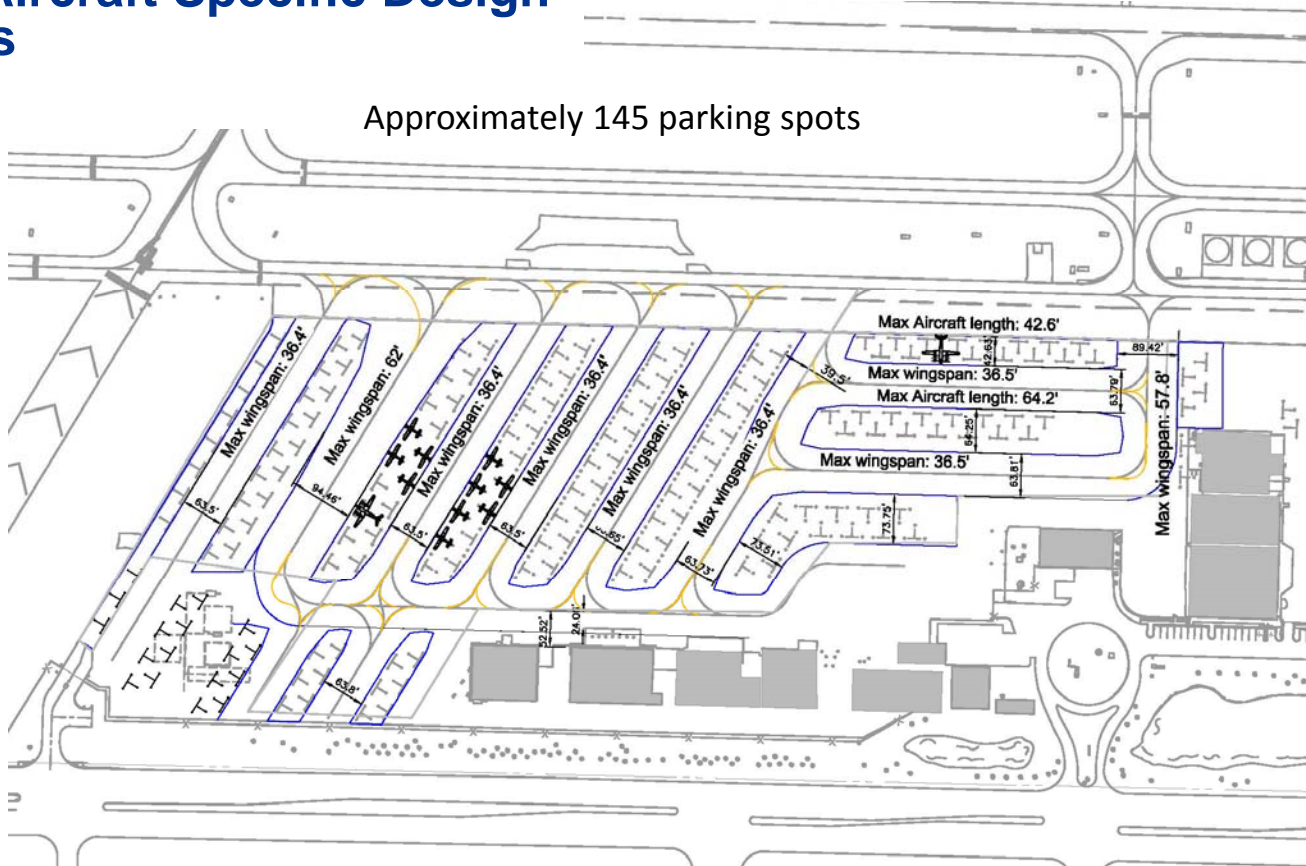 Aircraft Specific Design
s
Approximately 145 parking spots
Max wingspan: 36.4'
Max wingspan: 62'
Max wingspan: 36.4'
Max wingspan: 36.4'
Max wingspan: 36.4'
Max wingspan: 36.4'
Max Aircraft length: 42.6'
42.63'
89.42'
39.5'
Max wingspan: 36.5'
63.79'
Max Aircraft length: 64.2'
64.25'
Max wingspan: 57.8'
Max wingspan: 36.5'
63.81'
63.5'
94.46'
63.5'
63.5'
73.75'
73.51'
63.73'
52.52'
63.8'